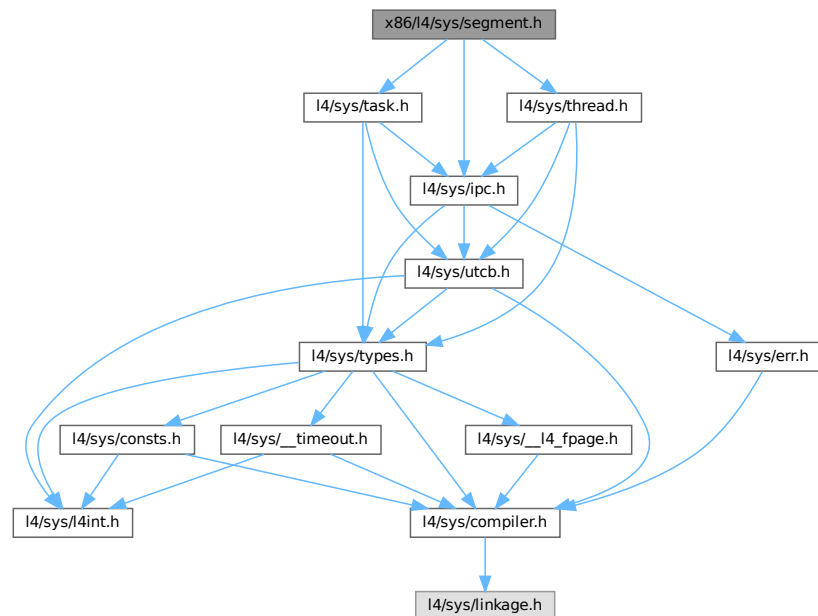 x86/l4/sys/segment.h
l4/sys/task.h
l4/sys/thread.h
l4/sys/ipc.h
l4/sys/utcb.h
l4/sys/types.h
l4/sys/err.h
l4/sys/consts.h
l4/sys/__timeout.h
l4/sys/__l4_fpage.h
l4/sys/l4int.h
l4/sys/compiler.h
l4/sys/linkage.h